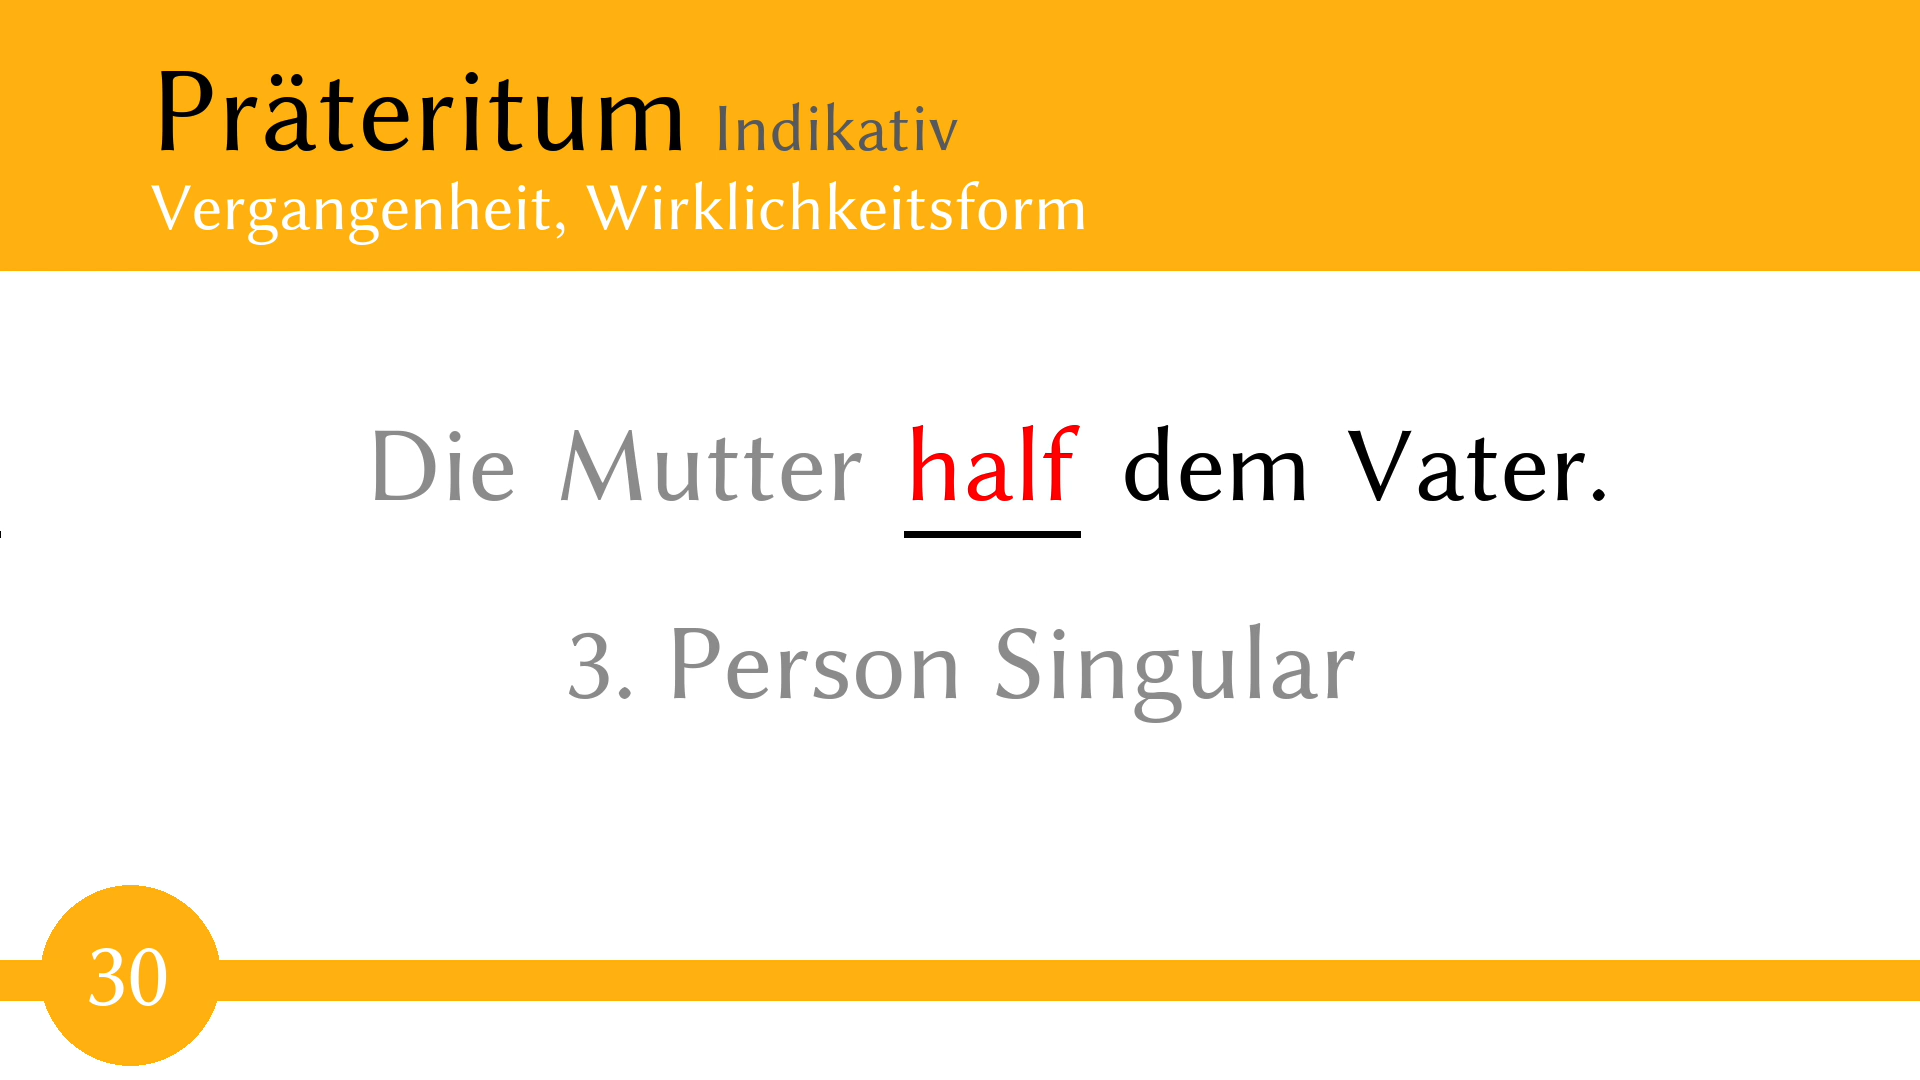 Präteritum Indikativ
Vergangenheit, Wirklichkeitsform
Die Mutter half dem Vater.
3. Person Singular
30